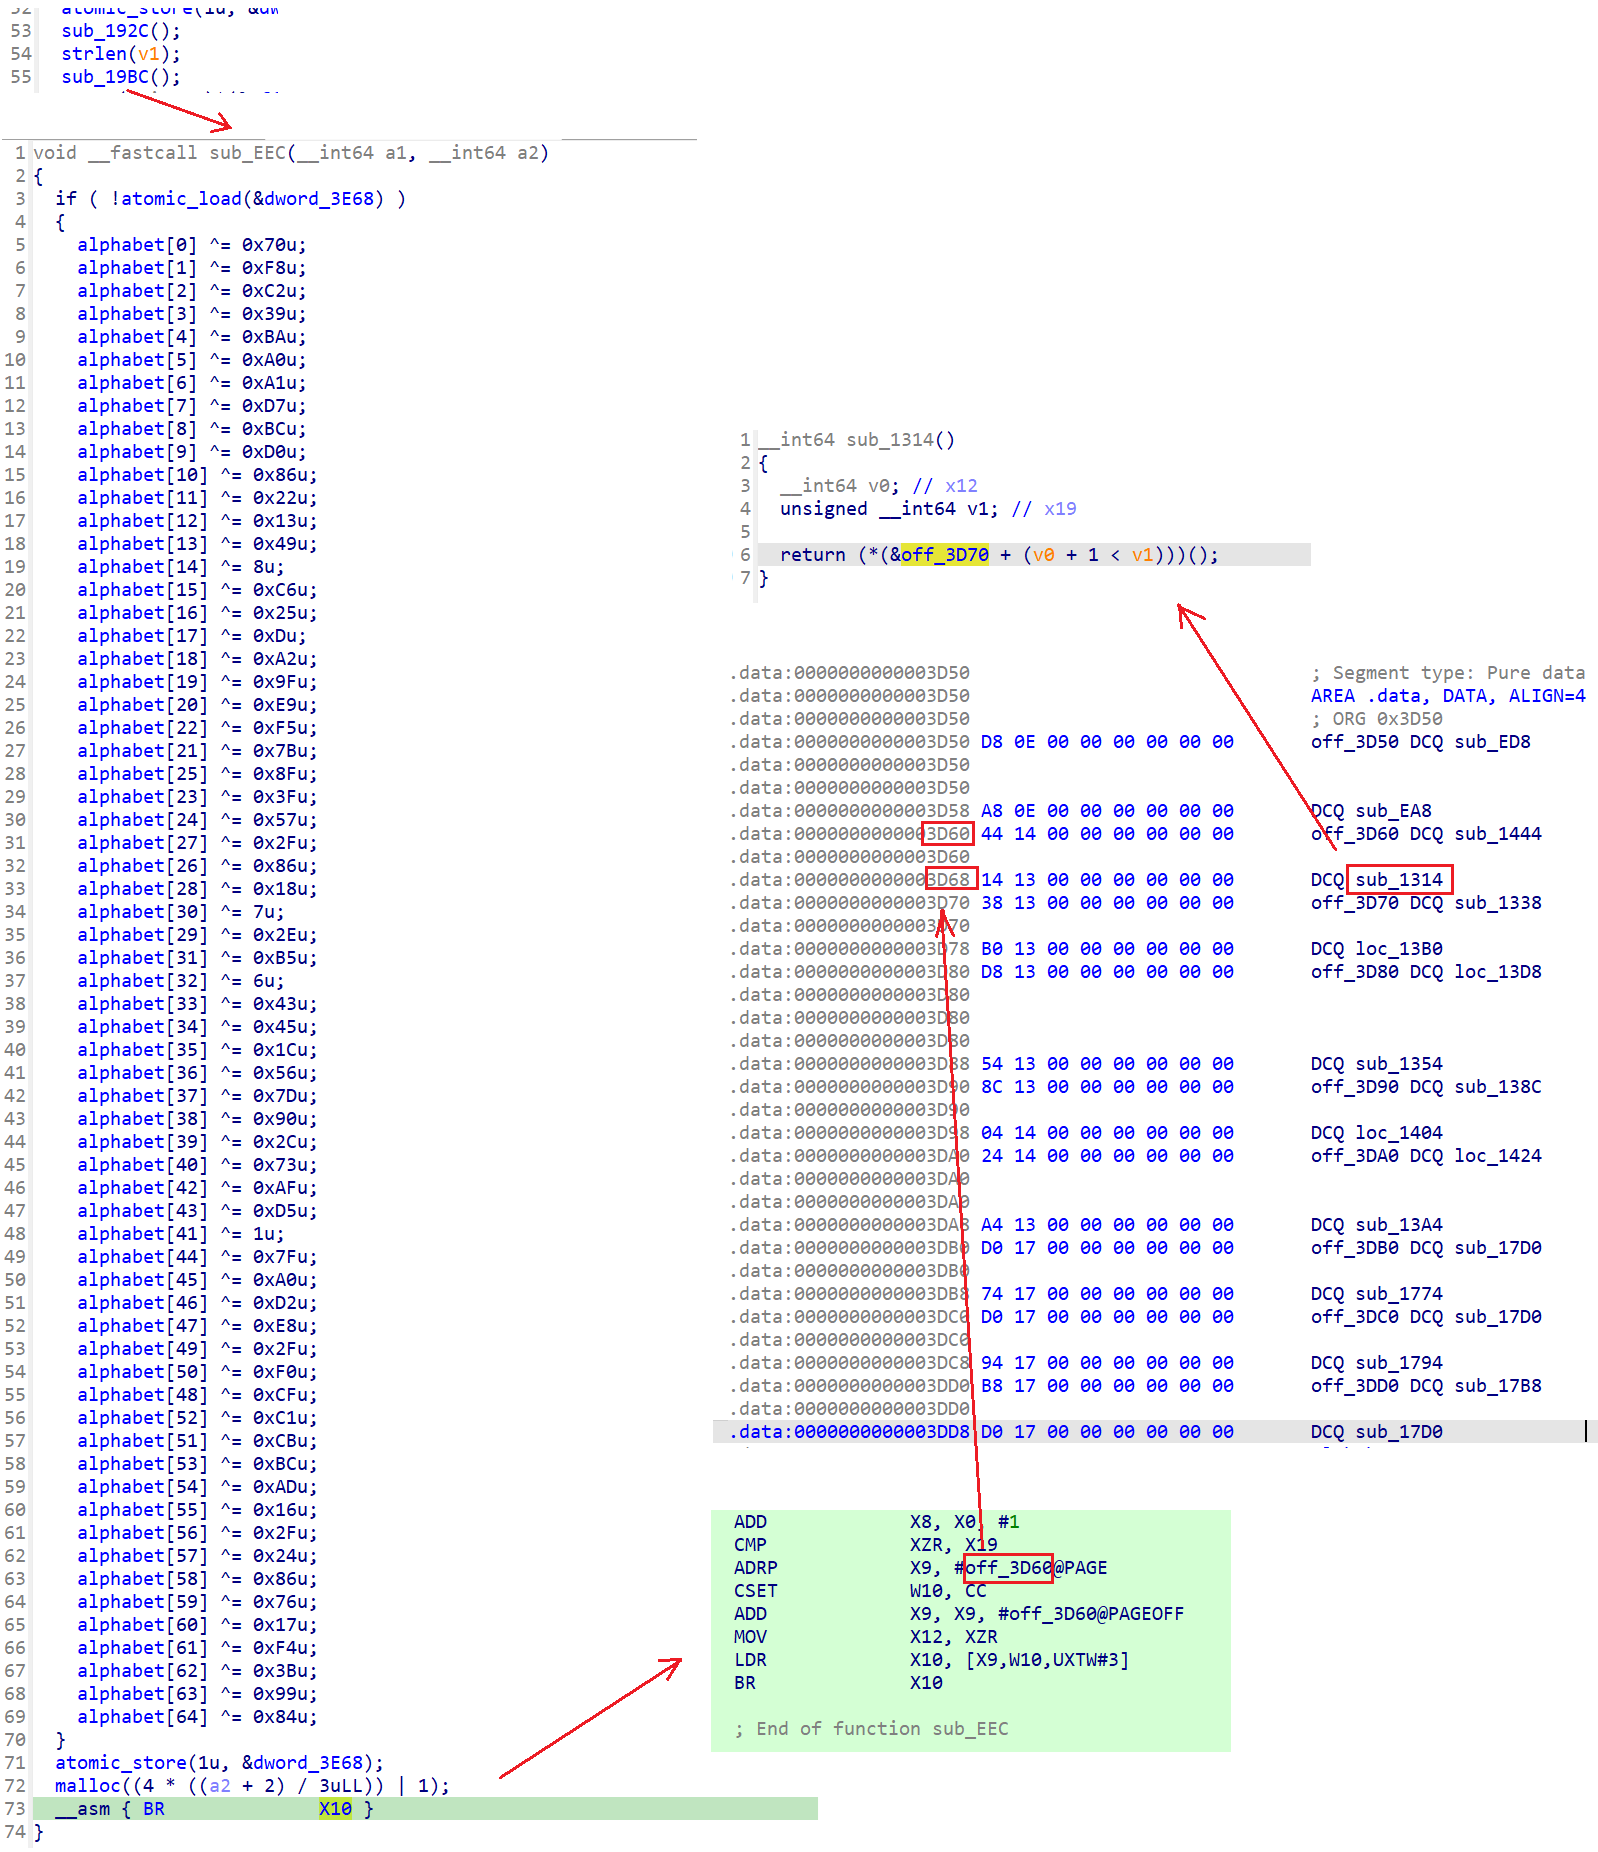 52 atomic_store(1u, &dw
53 sub_192C();
54 strlen(v1);
55 sub_19BC();
1 void __fastcall sub_EEC(__int64 a1, __int64 a2)
2 {
3 if ( !atomic_load(&dword_3E68) )
4 {
5 alphabet[0] ^= 0x70u;
6 alphabet[1] ^= 0xF8u;
7 alphabet[2] ^= 0xC2u;
8 alphabet[3] ^= 0x39u;
9 alphabet[4] ^= 0xBAu;
10 alphabet[5] ^= 0xA0u;
11 alphabet[6] ^= 0xA1u;
12 alphabet[7] ^= 0xD7u;
13 alphabet[8] ^= 0xBCu;
14 alphabet[9] ^= 0xD0u;
15 alphabet[10] ^= 0x86u;
16 alphabet[11] ^= 0x22u;
17 alphabet[12] ^= 0x13u;
18 alphabet[13] ^= 0x49u;
19 alphabet[14] ^= 8u;
20 alphabet[15] ^= 0xC6u;
21 alphabet[16] ^= 0x25u;
22 alphabet[17] ^= 0xDu;
23 alphabet[18] ^= 0xA2u;
24 alphabet[19] ^= 0x9Fu;
25 alphabet[20] ^= 0xE9u;
26 alphabet[22] ^= 0xF5u;
27 alphabet[21] ^= 0x7Bu;
28 alphabet[25] ^= 0x8Fu;
29 alphabet[23] ^= 0x3Fu;
30 alphabet[24] ^= 0x57u;
31 alphabet[27] ^= 0x2Fu;
32 alphabet[26] ^= 0x86u;
33 alphabet[28] ^= 0x18u;
34 alphabet[30] ^= 7u;
35 alphabet[29] ^= 0x2Eu;
36 alphabet[31] ^= 0xB5u;
37 alphabet[32] ^= 6u;
38 alphabet[33] ^= 0x43u;
39 alphabet[34] ^= 0x45u;
40 alphabet[35] ^= 0x1Cu;
41 alphabet[36] ^= 0x56u;
42 alphabet[37] ^= 0x7Du;
43 alphabet[38] ^= 0x90u;
44 alphabet[39] ^= 0x2Cu;
45 alphabet[40] ^= 0x73u;
46 alphabet[42] ^= 0xAFu;
47 alphabet[43] ^= 0xD5u;
48 alphabet[41] ^= 1u;
49 alphabet[44] ^= 0x7Fu;
50 alphabet[45] ^= 0xA0u;
51 alphabet[46] ^= 0xD2u;
52 alphabet[47] ^= 0xE8u;
53 alphabet[49] ^= 0x2Fu;
54 alphabet[50] ^= 0xF0u;
55 alphabet[48] ^= 0xCFu;
56 alphabet[52] ^= 0xC1u;
57 alphabet[51] ^= 0xCBu;
58 alphabet[53] ^= 0xBCu;
59 alphabet[54] ^= 0xADu;
60 alphabet[55] ^= 0x16u;
61 alphabet[56] ^= 0x2Fu;
62 alphabet[57] ^= 0x24u;
63 alphabet[58] ^= 0x86u;
64 alphabet[59] ^= 0x76u;
65 alphabet[60] ^= 0x17u;
66 alphabet[61] ^= 0xF4u;
67 alphabet[62] ^= 0x3Bu;
68 alphabet[63] ^= 0x99u;
69 alphabet[64] ^= 0x84u;
70 }
71 atomic_store(1u, &dword_3E68);
72 malloc((4 * ((a2 + 2) / 3uLL)) | 1);
73 __asm { BR X10 }
74 }
1 __int64 sub_1314()
2 {
3 __int64 v0; // x12
4 unsigned __int64 v1; // x19
5
6 return (*(&off_3D70 + (v0 + 1 < v1)))();
7 }
.data:0000000000003D50 ; Segment type: Pure data
.data:0000000000003D50 AREA .data, DATA, ALIGN=4
.data:0000000000003D50 ; ORG 0x3D50
.data:0000000000003D50 D8 0E 00 00 00 00 00 00 off_3D50 DCQ sub_ED8
.data:0000000000003D50
.data:0000000000003D50
.data:0000000000003D58 A8 0E 00 00 00 00 00 00 DCQ sub_EA8
.data:0000000000003D60 44 14 00 00 00 00 00 00 off_3D60 DCQ sub_1444
.data:0000000000003D60
.data:0000000000003D68 14 13 00 00 00 00 00 00 DCQ sub_1314
.data:0000000000003D70 38 13 00 00 00 00 00 00 off_3D70 DCQ sub_1338
.data:0000000000003D70
.data:0000000000003D78 B0 13 00 00 00 00 00 00 DCQ loc_13B0
.data:0000000000003D80 D8 13 00 00 00 00 00 00 off_3D80 DCQ loc_13D8
.data:0000000000003D80
.data:0000000000003D80
.data:0000000000003D80
.data:0000000000003D88 54 13 00 00 00 00 00 00 DCQ sub_1354
.data:0000000000003D90 8C 13 00 00 00 00 00 00 off_3D90 DCQ sub_138C
.data:0000000000003D90
.data:0000000000003D98 04 14 00 00 00 00 00 00 DCQ loc_1404
.data:0000000000003DA0 24 14 00 00 00 00 00 00 off_3DA0 DCQ loc_1424
.data:0000000000003DA0
.data:0000000000003DA0
.data:0000000000003DA8 A4 13 00 00 00 00 00 00 DCQ sub_13A4
.data:0000000000003DB0 D0 17 00 00 00 00 00 00 off_3DB0 DCQ sub_17D0
.data:0000000000003DB0
.data:0000000000003DB8 74 17 00 00 00 00 00 00 DCQ sub_1774
.data:0000000000003DC0 D0 17 00 00 00 00 00 00 off_3DC0 DCQ sub_17D0
.data:0000000000003DC0
.data:0000000000003DC8 94 17 00 00 00 00 00 00 DCQ sub_1794
.data:0000000000003DD0 B8 17 00 00 00 00 00 00 off_3DD0 DCQ sub_17B8
.data:0000000000003DD0
.data:0000000000003DD8 D0 17 00 00 00 00 00 00 DCQ sub_17D0
ADD X8, X0, #1
CMP XZR, X19
ADRP X9, #off_3D60@PAGE
CSET W10, CC
ADD X9, X9, #off_3D60@PAGEOFF
MOV X12, XZR
LDR X10, [X9,W10,UXTW#3]
BR X10
; End of function sub_EEC